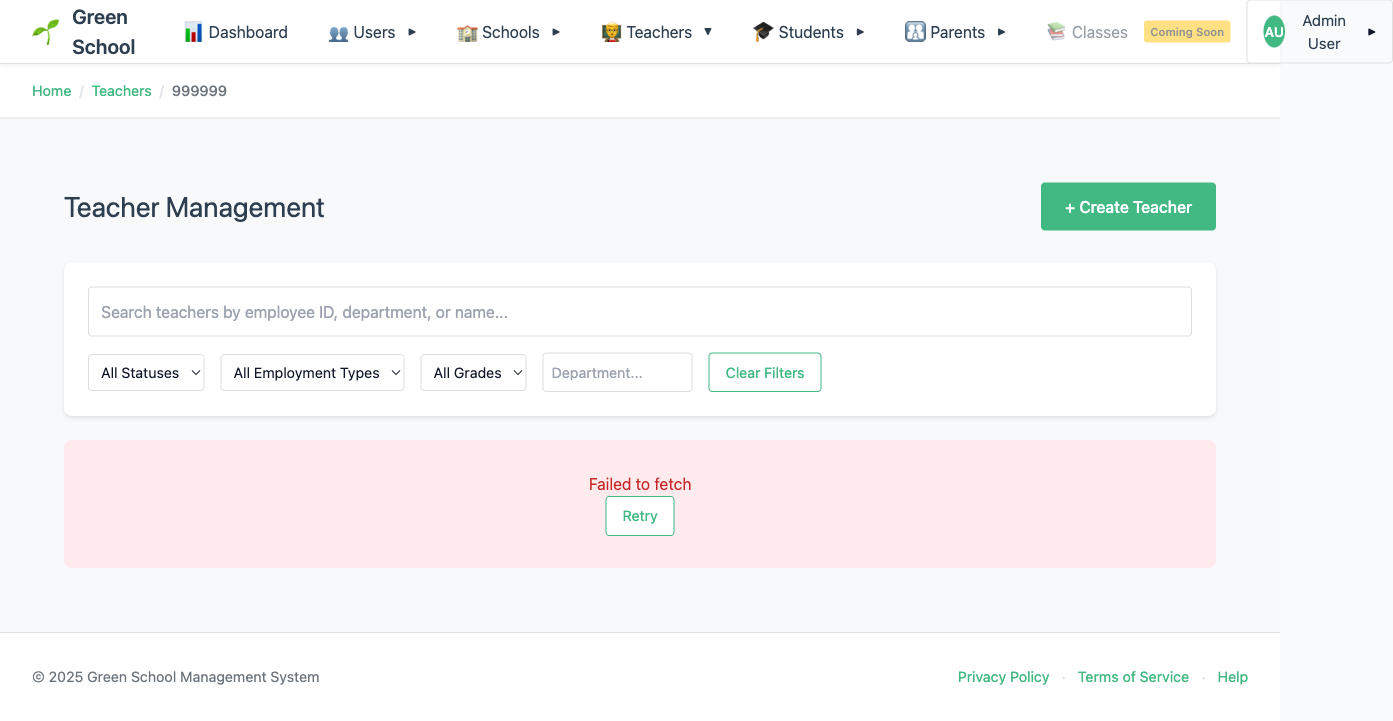 Green School
Dashboard
Users
Schools
Teachers
Students
Parents
Classes
Coming Soon
AU
Admin User
Home / Teachers / 999999
Teacher Management
+ Create Teacher
Search teachers by employee ID, department, or name...
All Statuses
All Employment Types
All Grades
Department...
Clear Filters
Failed to fetch
Retry
© 2025 Green School Management System
Privacy Policy · Terms of Service · Help